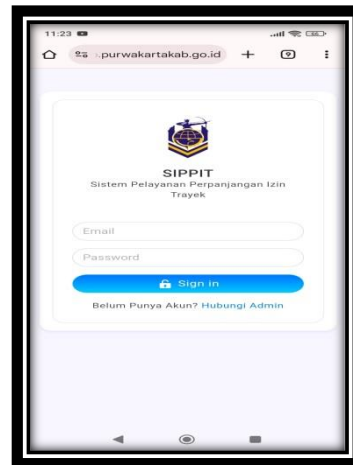 11:23
.purwakartakab.go.id
SIPPIT
Sistem Pelayanan Perpanjangan Izin
Trayek
Email
Password
Sign in
Belum Punya Akun? Hubungi Admin